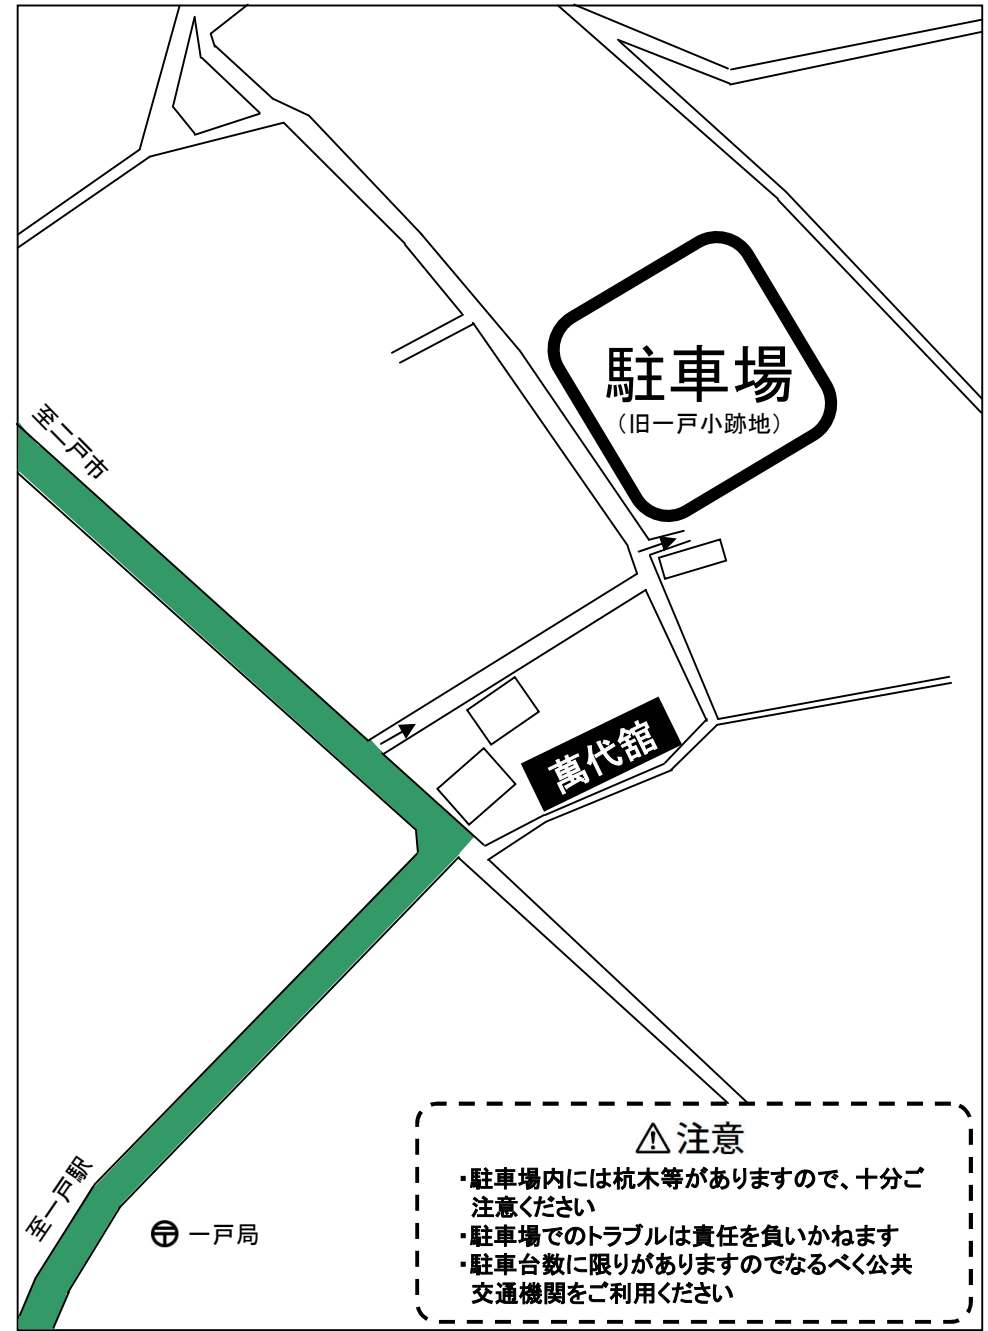 駐車場
（旧一戸小跡地）
至二戸市
萬代舘
至一戸駅
〒 一戸局
⚠注意
・駐車場内には杭木等がありますので、十分ご
注意ください
・駐車場でのトラブルは責任を負いかねます
・駐車台数に限りがありますのでなるべく公共
交通機関をご利用ください